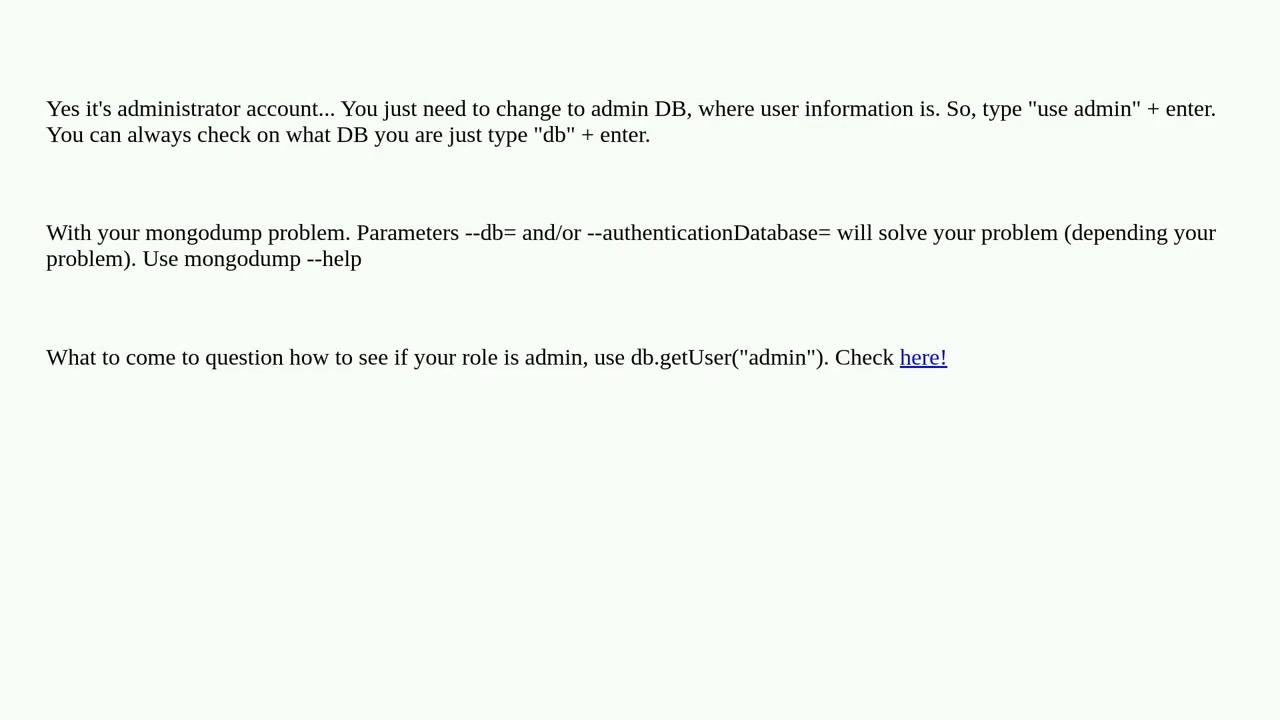 Yes it's administrator account... You just need to change to admin DB, where user information is. So, type "use admin" + enter.
You can always check on what DB you are just type "db" + enter.
With your mongodump problem. Parameters --db= and/or --authenticationDatabase= will solve your problem (depending your
problem). Use mongodump --help
What to come to question how to see if your role is admin, use db.getUser("admin"). Check here!